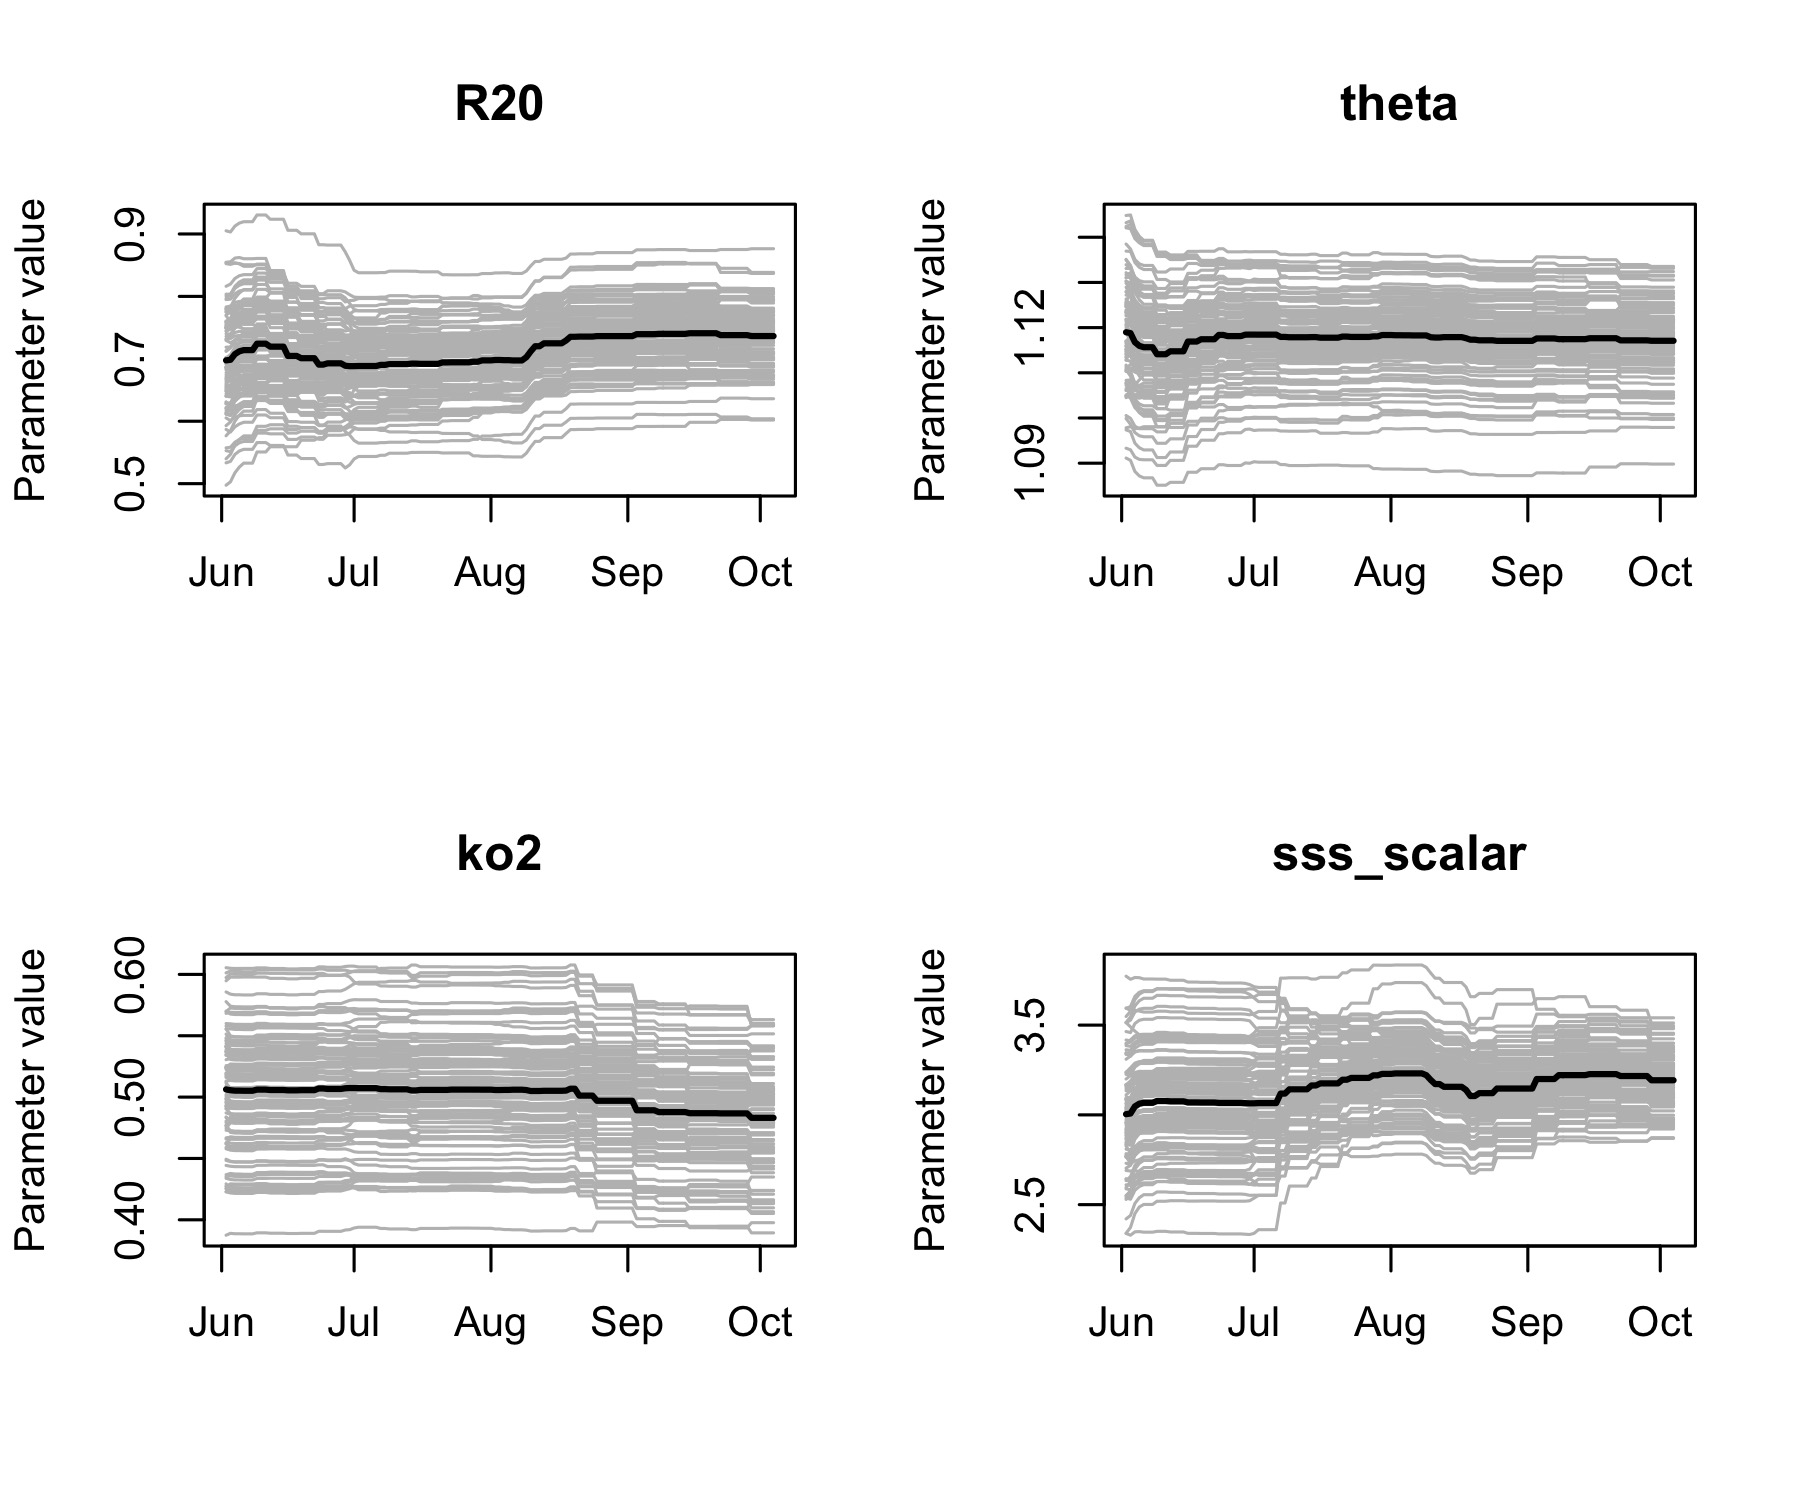 R20
Parameter value
0.9
0.7
0.5
Jun Jul Aug Sep Oct
theta
Parameter value
1.12
1.09
Jun Jul Aug Sep Oct
ko2
Parameter value
0.60
0.50
0.40
Jun Jul Aug Sep Oct
sss_scalar
Parameter value
3.5
2.5
Jun Jul Aug Sep Oct